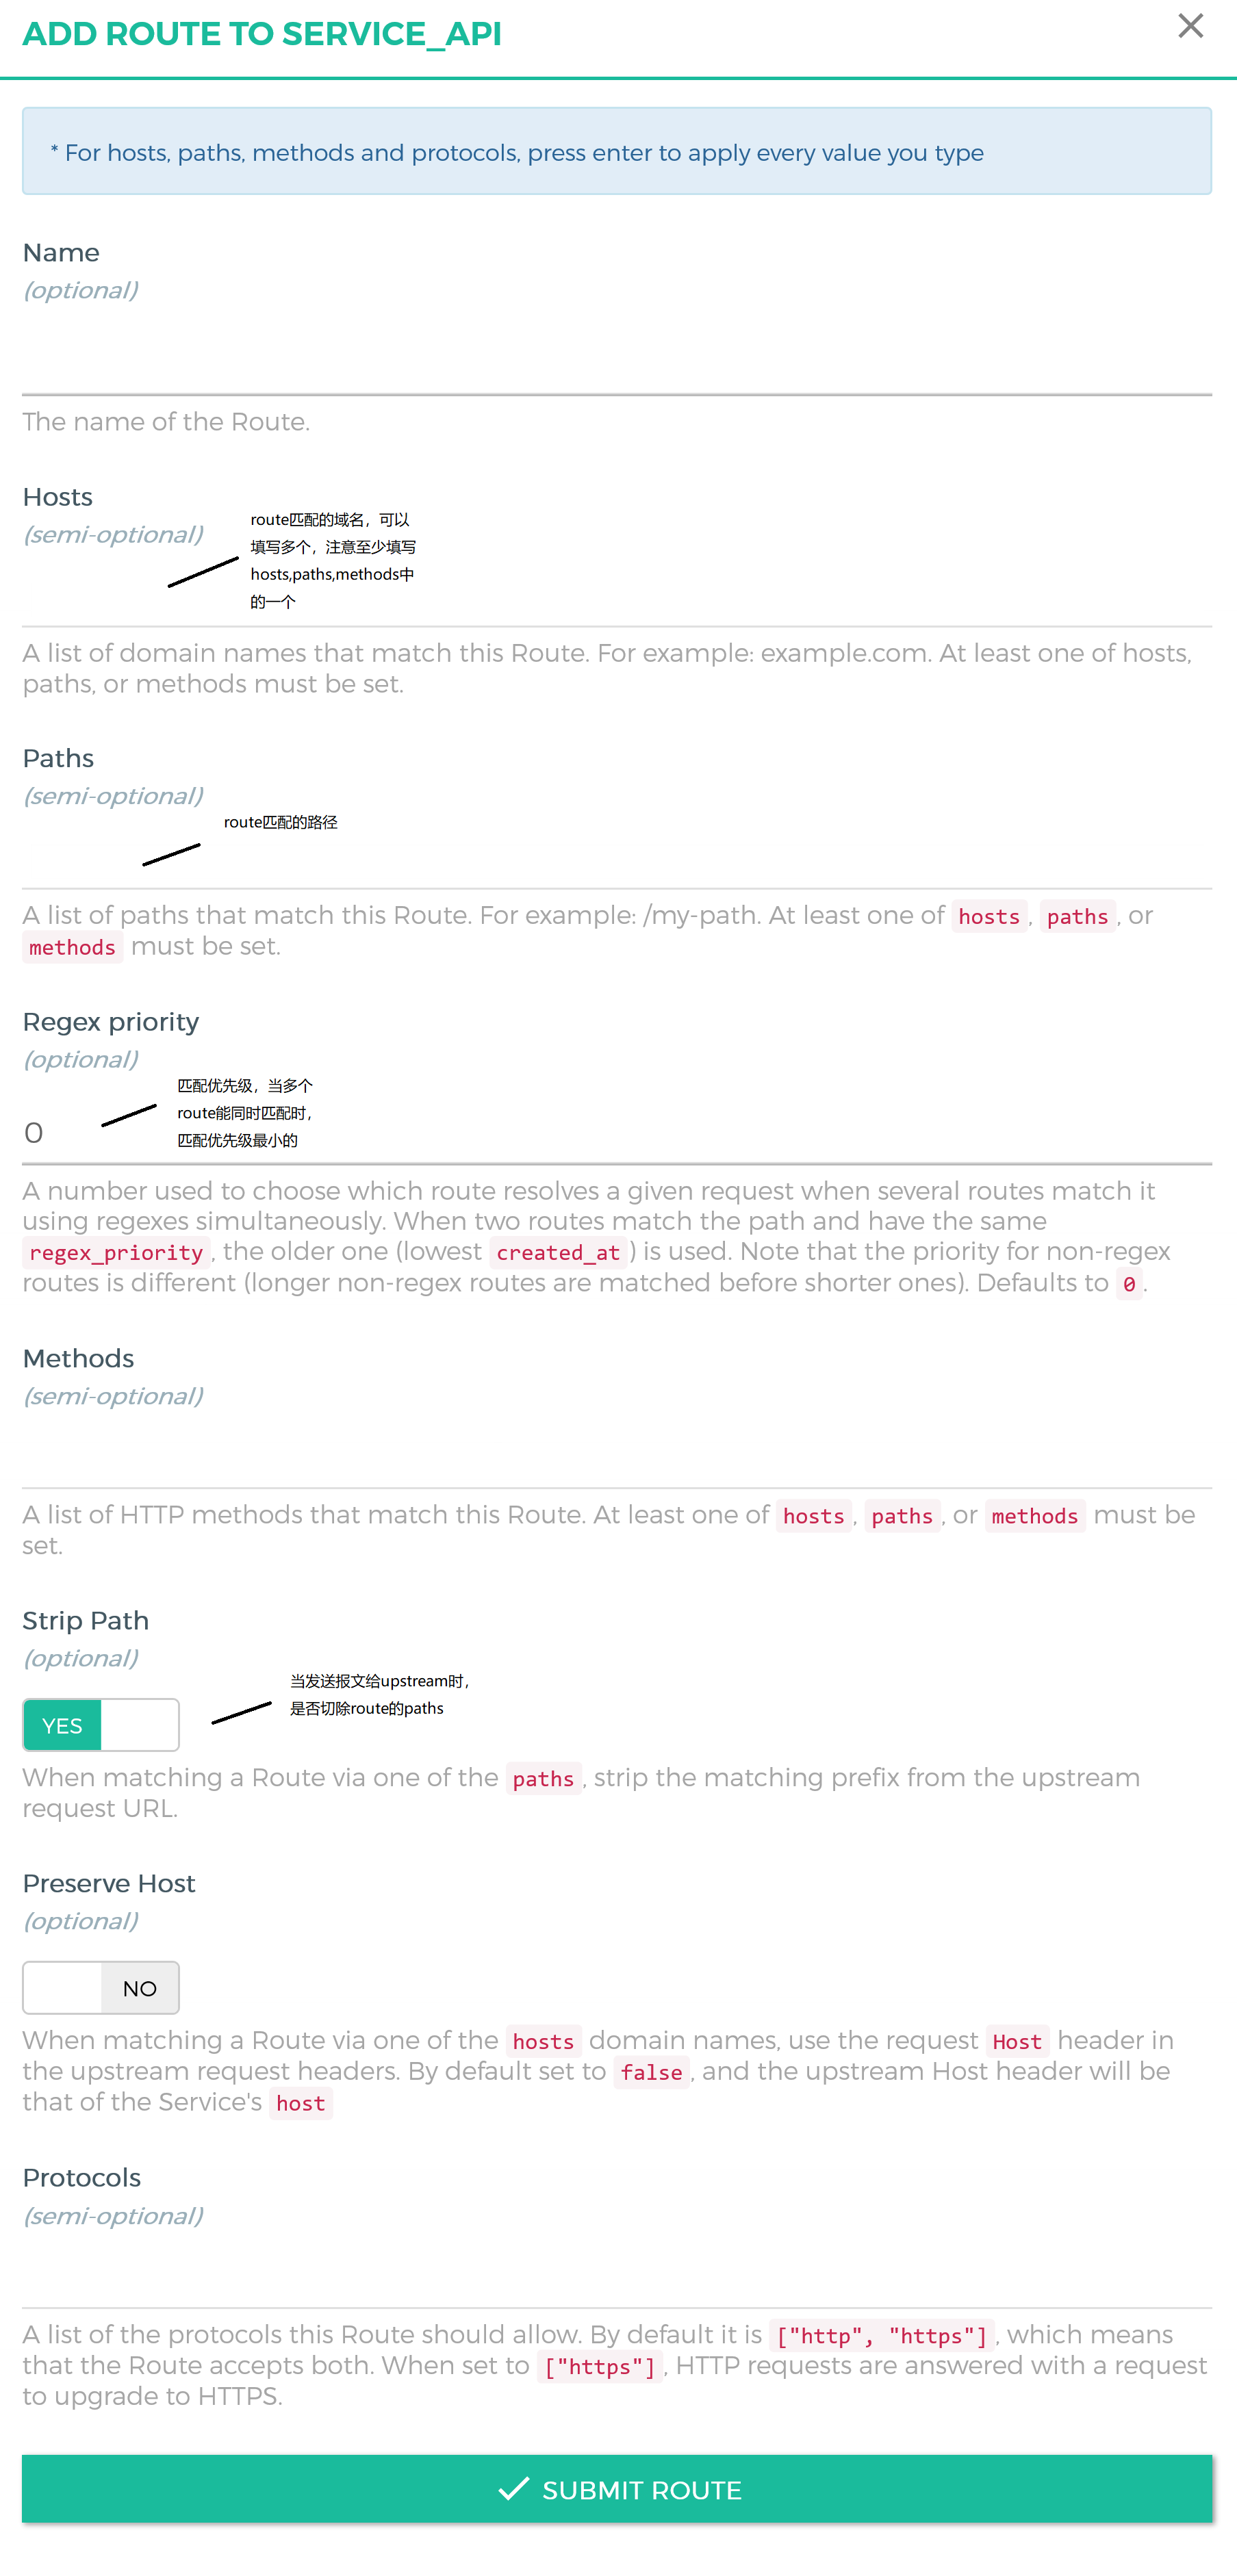 ADD ROUTE TO SERVICE_API
* For hosts, paths, methods and protocols, press enter to apply every value you type
Name
(optional)
The name of the Route.
Hosts
(semi-optional)
route匹配的域名，可以
填写多个，注意至少填写
hosts,paths,methods中
的一个
A list of domain names that match this Route. For example: example.com. At least one of hosts,
paths, or methods must be set.
Paths
(semi-optional)
route匹配的路径
A list of paths that match this Route. For example: /my-path. At least one of hosts, paths, or
methods must be set.
Regex priority
(optional)
匹配优先级，当多个
route能同时匹配时，
匹配优先级最小的
0
A number used to choose which route resolves a given request when several routes match it
using regexes simultaneously. When two routes match the path and have the same
regex_priority, the older one (lowest created_at) is used. Note that the priority for non-regex
routes is different (longer non-regex routes are matched before shorter ones). Defaults to 0.
Methods
(semi-optional)
A list of HTTP methods that match this Route. At least one of hosts, paths, or methods must be
set.
Strip Path
(optional)
当发送报文给upstream时，
是否切除route的paths
YES
When matching a Route via one of the paths, strip the matching prefix from the upstream
request URL.
Preserve Host
(optional)
NO
When matching a Route via one of the hosts domain names, use the request Host header in
the upstream request headers. By default set to false, and the upstream Host header will be
that of the Service's host
Protocols
(semi-optional)
A list of the protocols this Route should allow. By default it is ["http", "https"], which means
that the Route accepts both. When set to ["https"], HTTP requests are answered with a request
to upgrade to HTTPS.
SUBMIT ROUTE